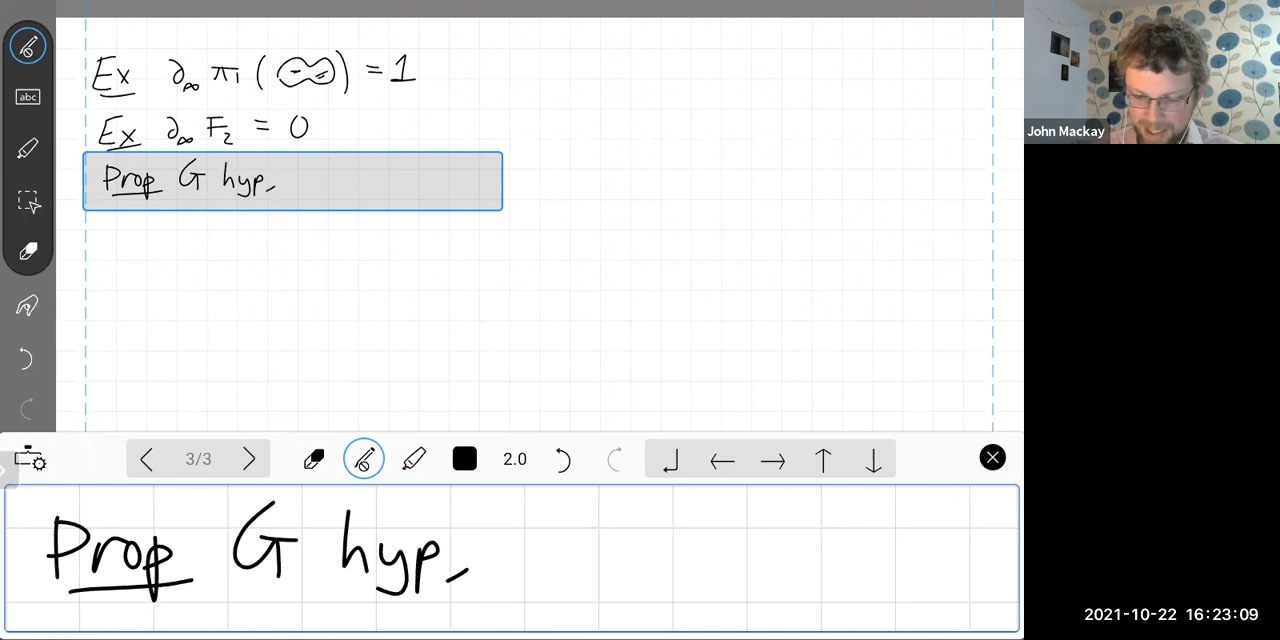 Ex ∂∞ π₁ ( ) = 1
Ex ∂∞ F₂ = 0
Prop G hyp,
abc
John Mackay
3/3
2.0
Prop G hyp,
2021-10-22 16:23:09